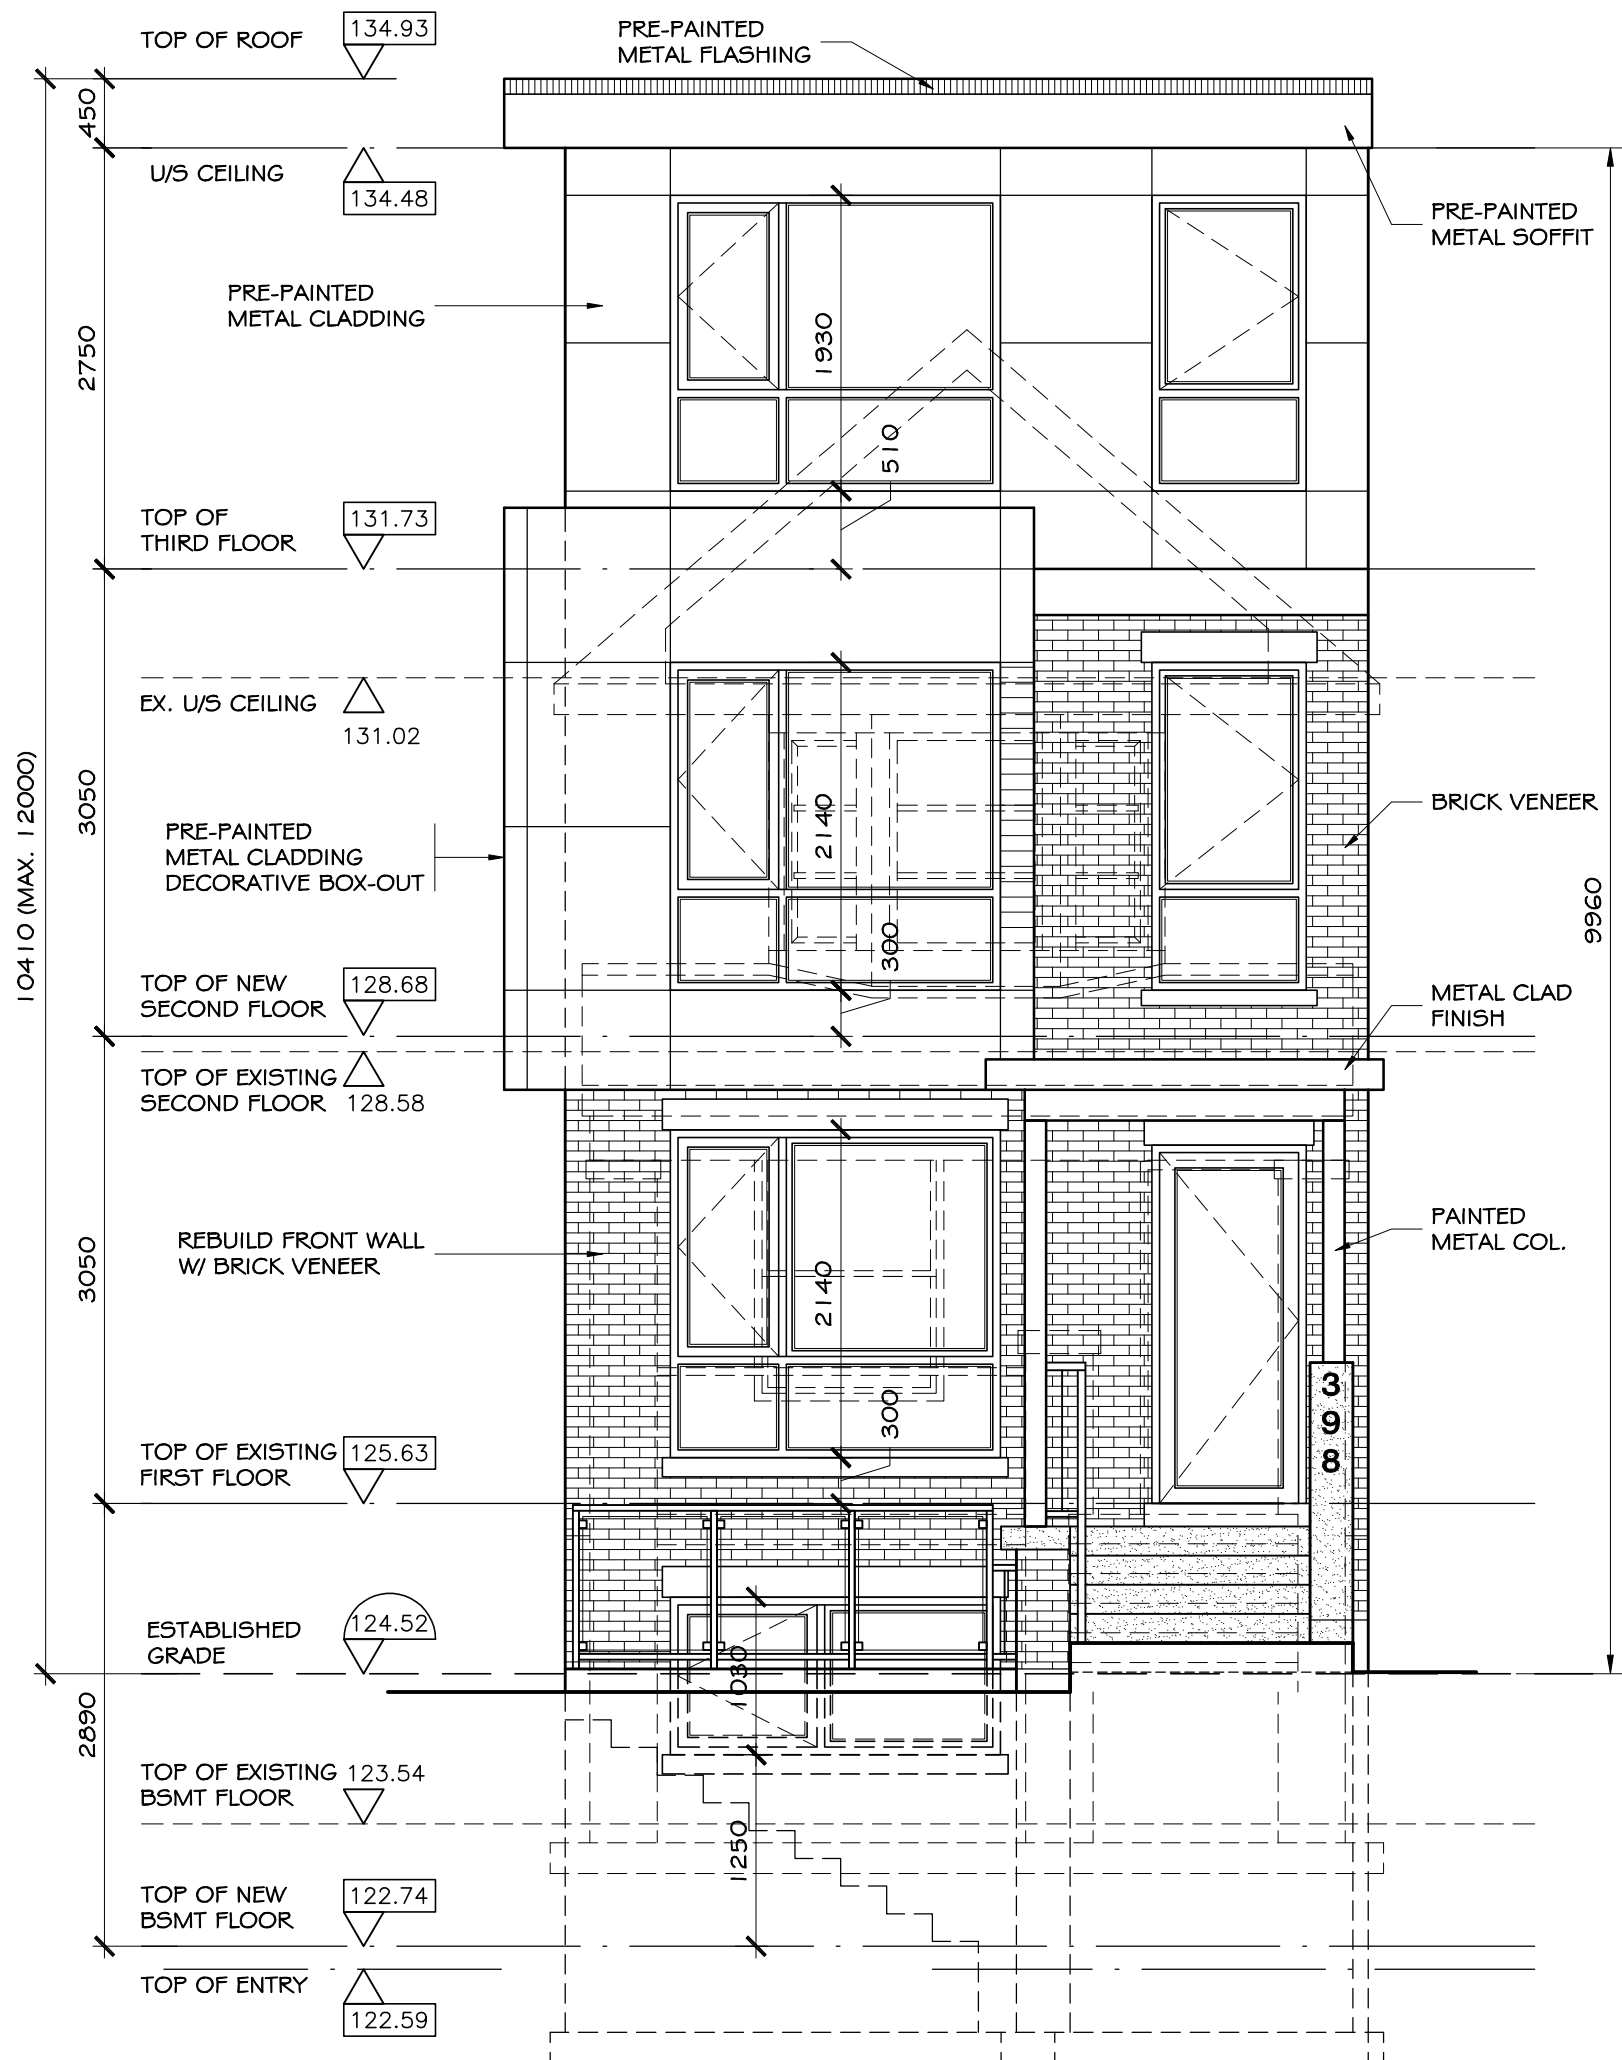 TOP OF ROOF
134.93
PRE-PAINTED
METAL FLASHING
450
U/S CEILING
134.48
PRE-PAINTED
METAL SOFFIT
PRE-PAINTED
METAL CLADDING
2750
1930
510
TOP OF
THIRD FLOOR
131.73
EX. U/S CEILING
131.02
10410 (MAX. 12000)
3050
PRE-PAINTED
METAL CLADDING
DECORATIVE BOX-OUT
2140
BRICK VENEER
9960
300
TOP OF NEW
SECOND FLOOR
128.68
METAL CLAD
FINISH
TOP OF EXISTING
SECOND FLOOR
128.58
REBUILD FRONT WALL
W/ BRICK VENEER
3050
2140
PAINTED
METAL COL.
300
3
9
8
TOP OF EXISTING
FIRST FLOOR
125.63
ESTABLISHED
GRADE
124.52
1030
2890
TOP OF EXISTING
BSMT FLOOR
123.54
1250
TOP OF NEW
BSMT FLOOR
122.74
TOP OF ENTRY
122.59